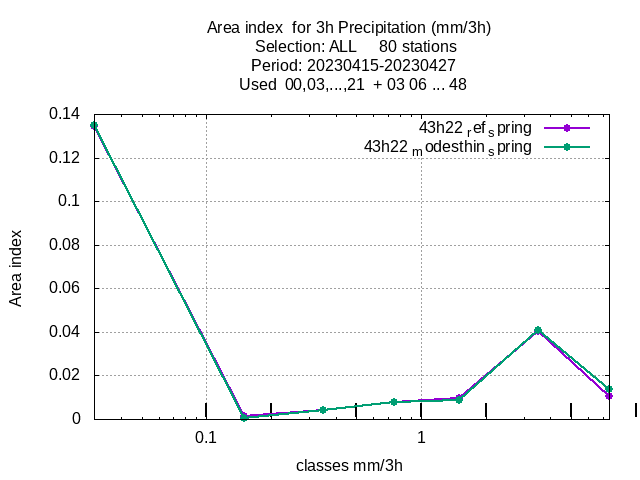 Area index  for 3h Precipitation (mm/3h)
Selection: ALL     80 stations
Period: 20230415-20230427
Used  00,03,...,21  + 03 06 ... 48
43h22 ref spring
43h22 modesthin spring
0.14
0.12
0.1
0.08
0.06
0.04
0.02
0
Area index
0.1 1
classes mm/3h